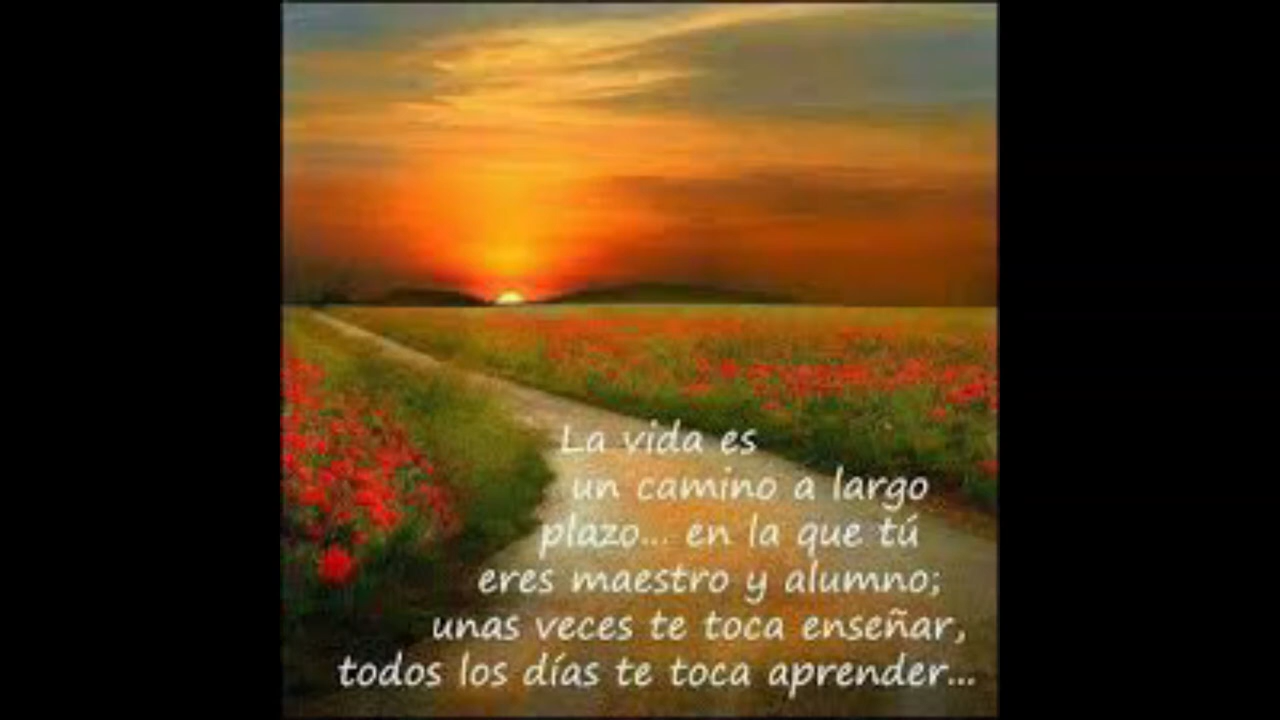 La vida es
un camino a largo
plazo... en la que tú
eres maestro y alumno;
unas veces te toca enseñar,
todos los días te toca aprender...